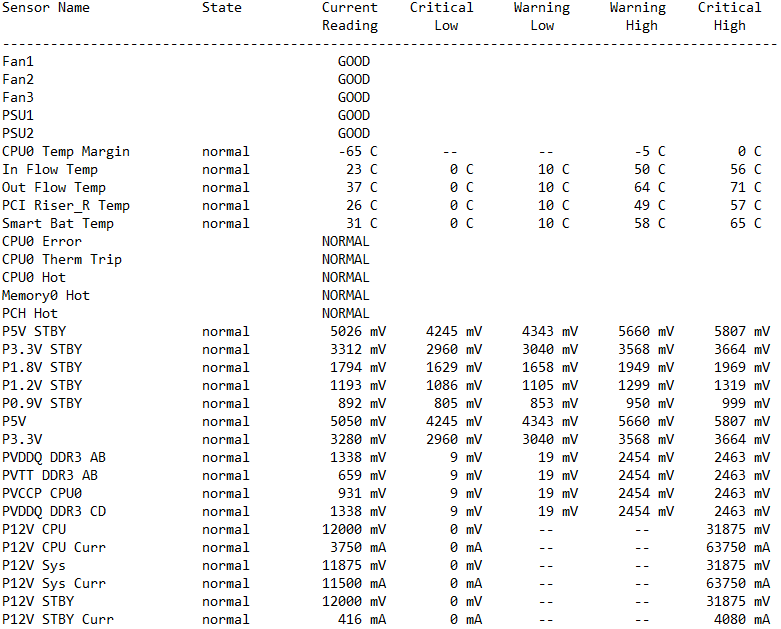 Sensor Name              State          Current    Critical     Warning     Warning    Critical
                                        Reading       Low         Low         High       High
-------------------------------------------------------------------------------------------------
Fan1                                      GOOD
Fan2                                      GOOD
Fan3                                      GOOD
PSU1                                      GOOD
PSU2                                      GOOD
CPU0 Temp Margin         normal           -65 C        --          --         -5 C         0 C
In Flow Temp             normal            23 C         0 C        10 C       50 C        56 C
Out Flow Temp            normal            37 C         0 C        10 C       64 C        71 C
PCI Riser_R Temp         normal            26 C         0 C        10 C       49 C        57 C
Smart Bat Temp           normal            31 C         0 C        10 C       58 C        65 C
CPU0 Error                              NORMAL
CPU0 Therm Trip                         NORMAL
CPU0 Hot                                NORMAL
Memory0 Hot                             NORMAL
PCH Hot                                 NORMAL
P5V STBY                 normal          5026 mV     4245 mV     4343 mV     5660 mV     5807 mV
P3.3V STBY               normal          3312 mV     2960 mV     3040 mV     3568 mV     3664 mV
P1.8V STBY               normal          1794 mV     1629 mV     1658 mV     1949 mV     1969 mV
P1.2V STBY               normal          1193 mV     1086 mV     1105 mV     1299 mV     1319 mV
P0.9V STBY               normal           892 mV      805 mV      853 mV      950 mV      999 mV
P5V                      normal          5050 mV     4245 mV     4343 mV     5660 mV     5807 mV
P3.3V                    normal          3280 mV     2960 mV     3040 mV     3568 mV     3664 mV
PVDDQ DDR3 AB            normal          1338 mV        9 mV       19 mV     2454 mV     2463 mV
PVTT DDR3 AB             normal           659 mV        9 mV       19 mV     2454 mV     2463 mV
PVCCP CPU0               normal           931 mV        9 mV       19 mV     2454 mV     2463 mV
PVDDQ DDR3 CD            normal          1338 mV        9 mV       19 mV     2454 mV     2463 mV
P12V CPU                 normal         12000 mV        0 mV       --          --       31875 mV
P12V CPU Curr            normal          3750 mA        0 mA       --          --       63750 mA
P12V Sys                 normal         11875 mV        0 mV       --          --       31875 mV
P12V Sys Curr            normal         11500 mA        0 mA       --          --       63750 mA
P12V STBY                normal         12000 mV        0 mV       --          --       31875 mV
P12V STBY Curr           normal           416 mA        0 mA       --          --        4080 mA